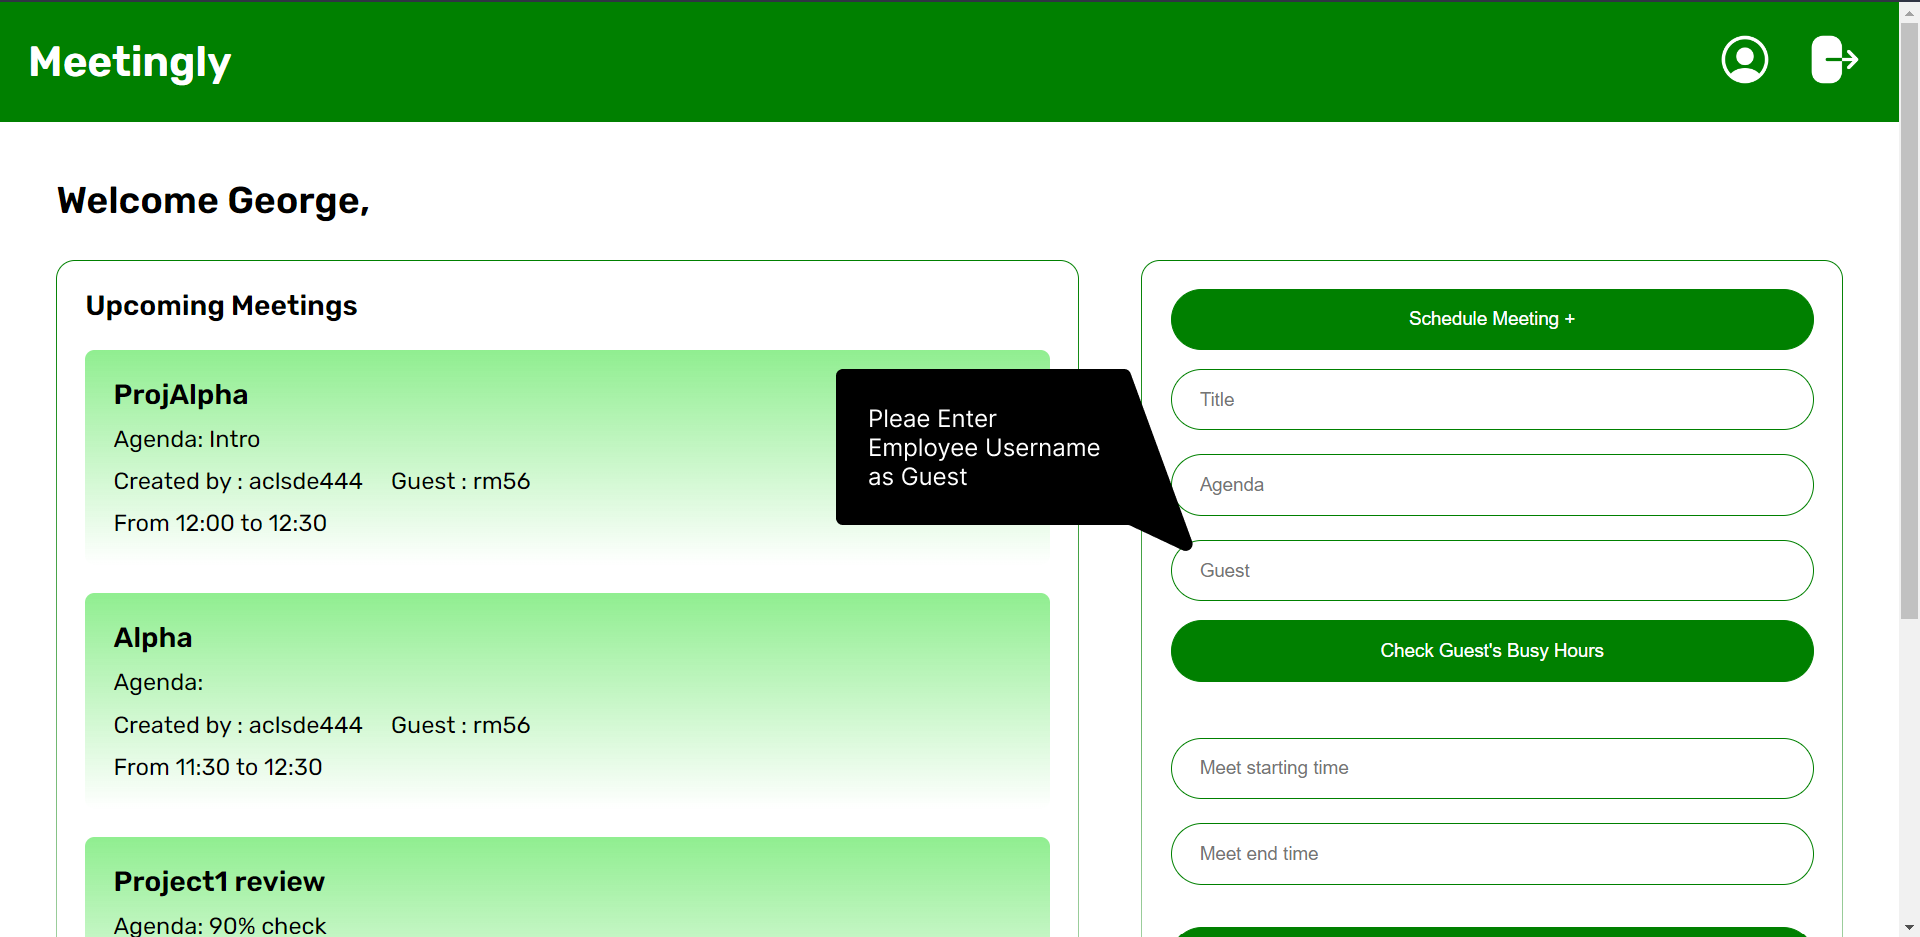 Meetingly
Welcome George,
Upcoming Meetings
ProjAlpha
Agenda: Intro
Created by : aclsde444 Guest : rm56
From 12:00 to 12:30
Alpha
Agenda:
Created by : aclsde444 Guest : rm56
From 11:30 to 12:30
Project1 review
Agenda: 90% check
Pleae Enter
Employee Username
as Guest
Schedule Meeting +
Title
Agenda
Guest
Check Guest's Busy Hours
Meet starting time
Meet end time